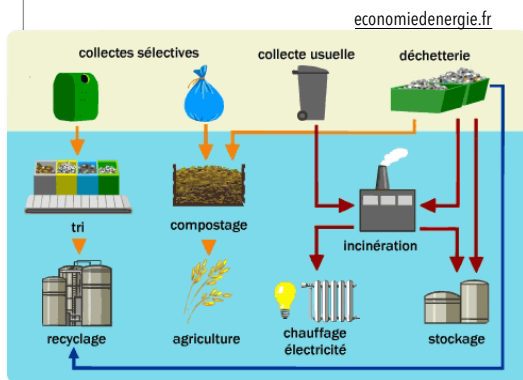 economiedenergie.fr
collectes sélectives
collecte usuelle
déchetterie
tri
compostage
incinération
recyclage
agriculture
chauffage
électricité
stockage